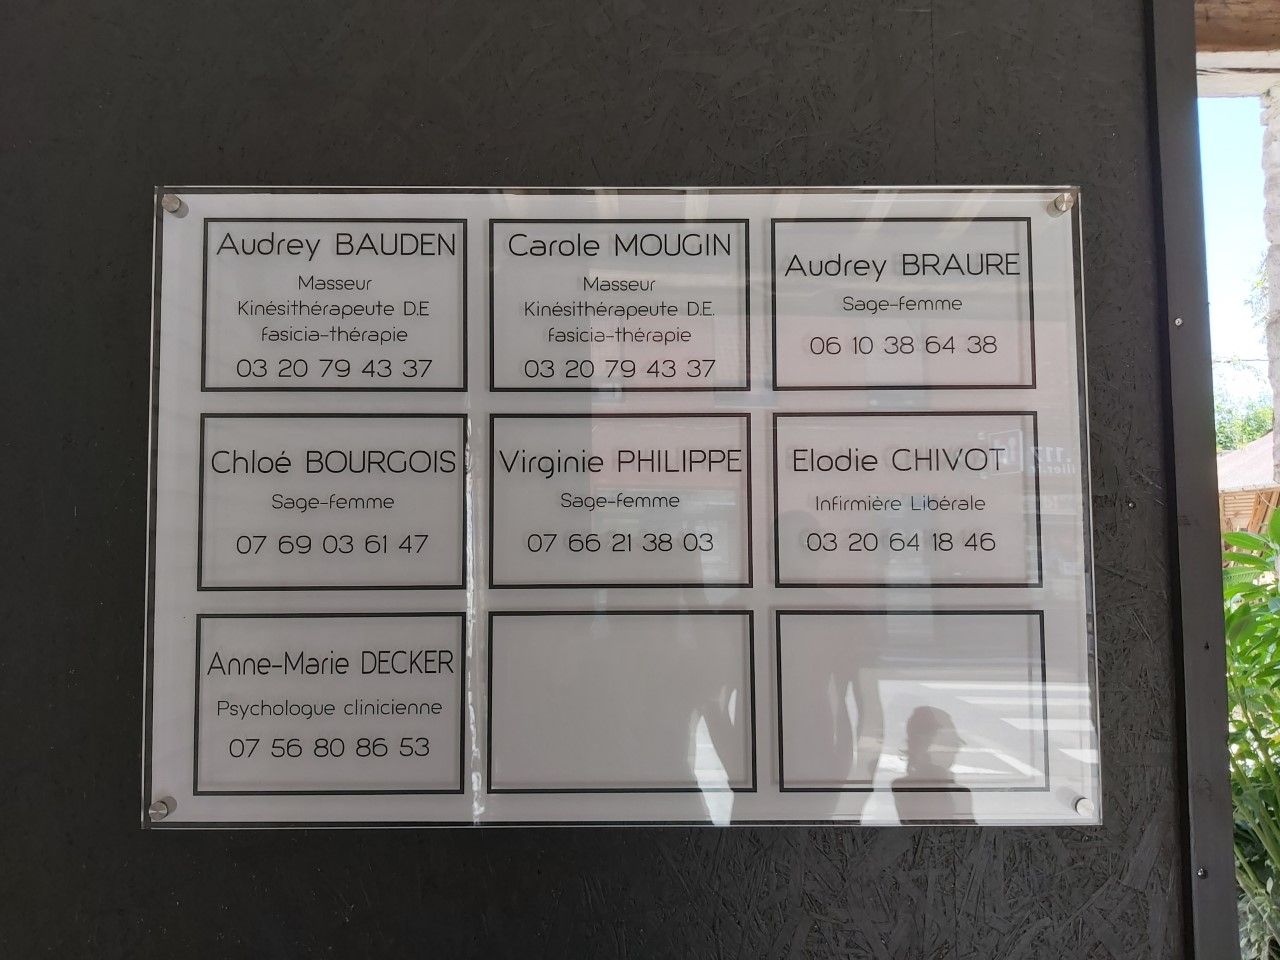 Audrey BAUDEN
Masseur
Kinésithérapeute D.E
fasicia-thérapie
03 20 79 43 37
Carole MOUGIN
Masseur
Kinésithérapeute D.E.
fasicia-thérapie
03 20 79 43 37
Audrey BRAURE
Sage-femme
06 10 38 64 38
Chloé BOURGOIS
Sage-femme
07 69 03 61 47
Virginie PHILIPPE
Sage-femme
07 66 21 38 03
Elodie CHIVOT
Infirmière Libérale
03 20 64 18 46
Anne-Marie DECKER
Psychologue clinicienne
07 56 80 86 53